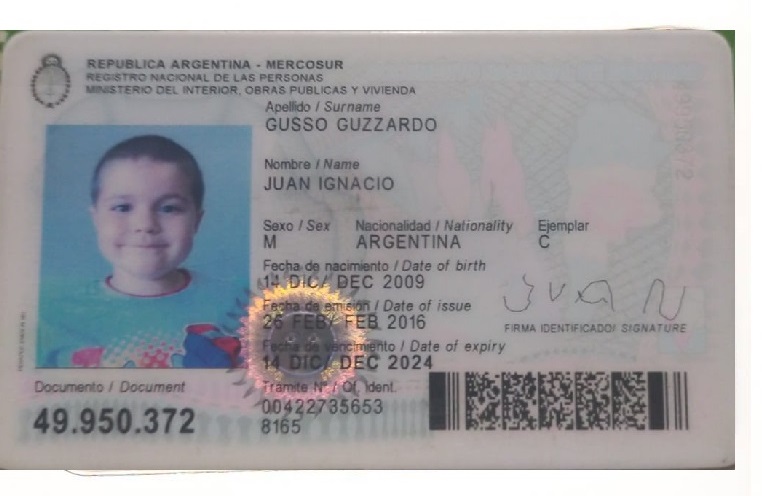 REPUBLICA ARGENTINA - MERCOSUR
REGISTRO NACIONAL DE LAS PERSONAS
MINISTERIO DEL INTERIOR, OBRAS PUBLICAS Y VIVIENDA
Apellido / Surname
GUSSO GUZZARDO
Nombre / Name
JUAN IGNACIO
Sexo / Sex Nacionalidad / Nationality Ejemplar
M ARGENTINA C
Fecha de nacimiento / Date of birth
14 DIC/ DEC 2009
Fecha de emisión / Date of issue
26 FEB/ FEB 2016
JUAN
FIRMA IDENTIFICADO/ SIGNATURE
Fecha de vencimiento / Date of expiry
14 DIC/ DEC 2024
Documento / Document
49.950.372
Tramite N° / Of. Ident.
00422735653
8165